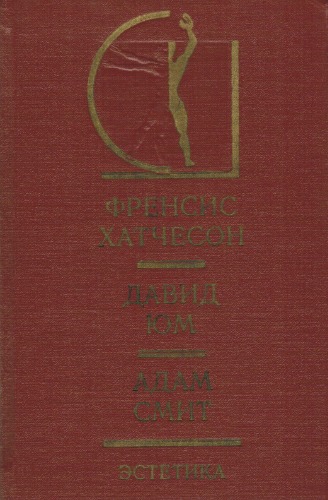 ФРЕНСИС
ХАТЧЕСОН
ДАВИД
ЮМ
АДАМ
СМИТ
ЭСТЕТИКА